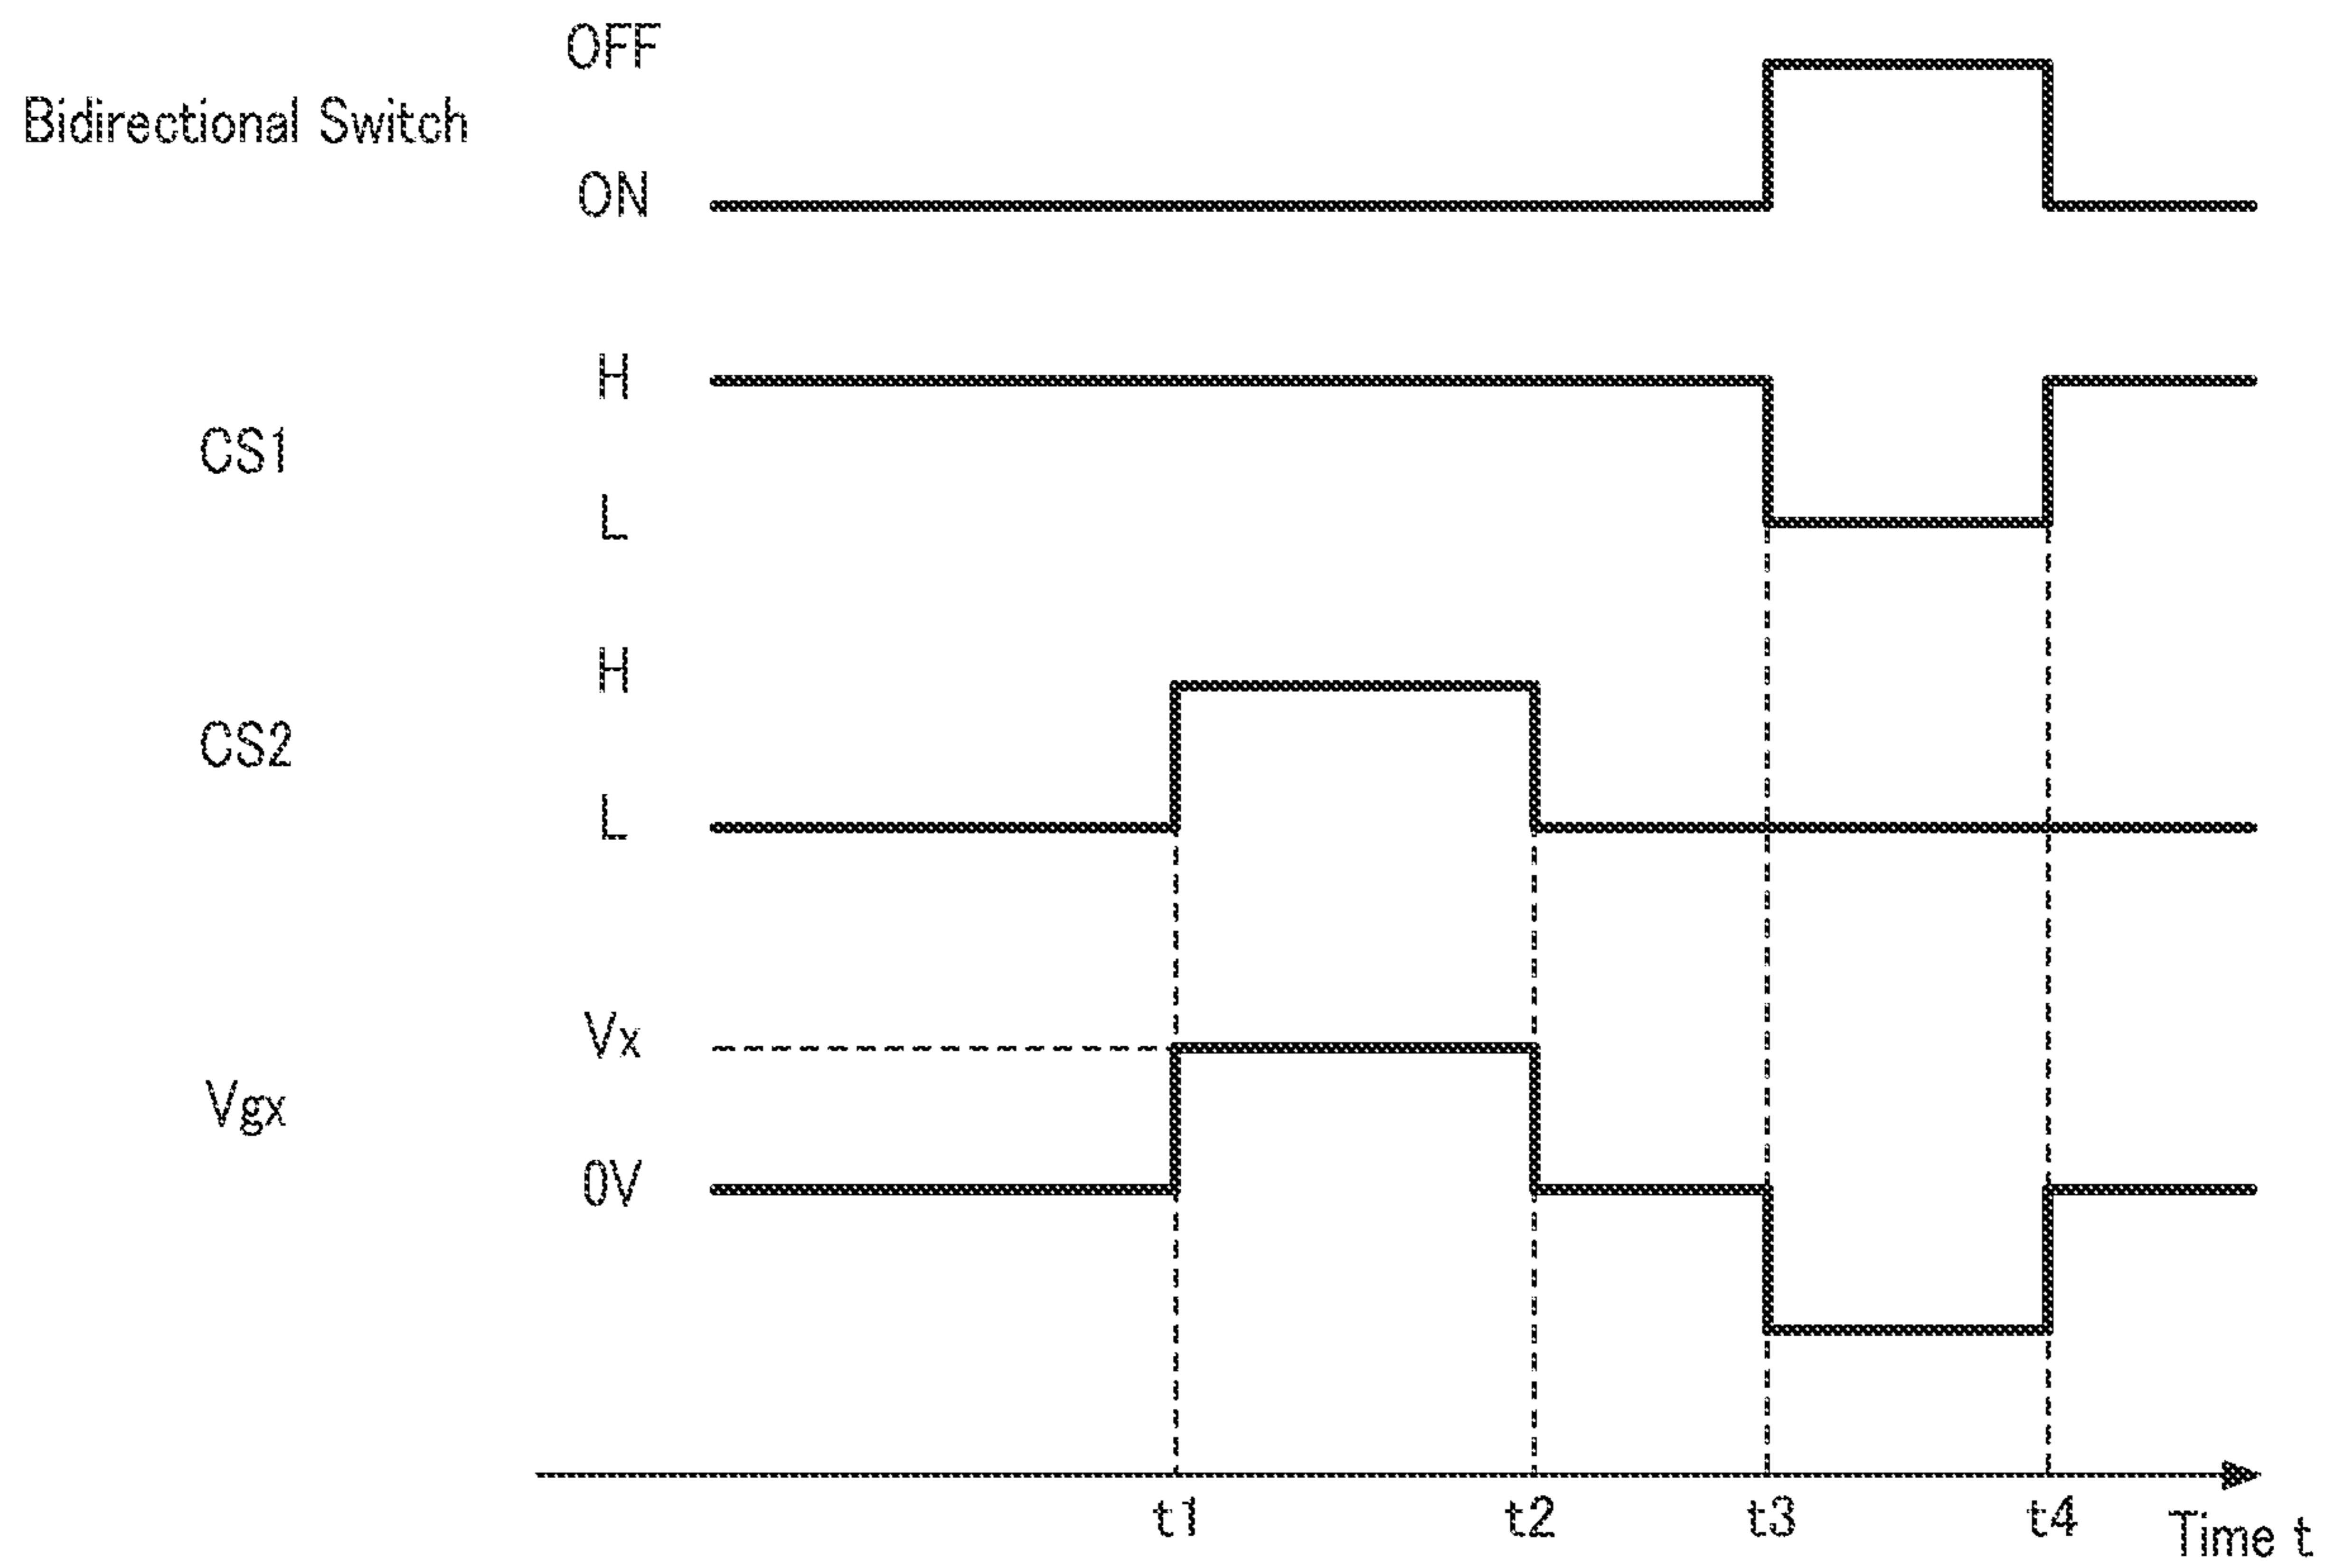 OFF
Bidirectional Switch
ON
H
CS1
L
H
CS2
L
Vx
Vgx
0V
t1 t2 t3 t4
Time t